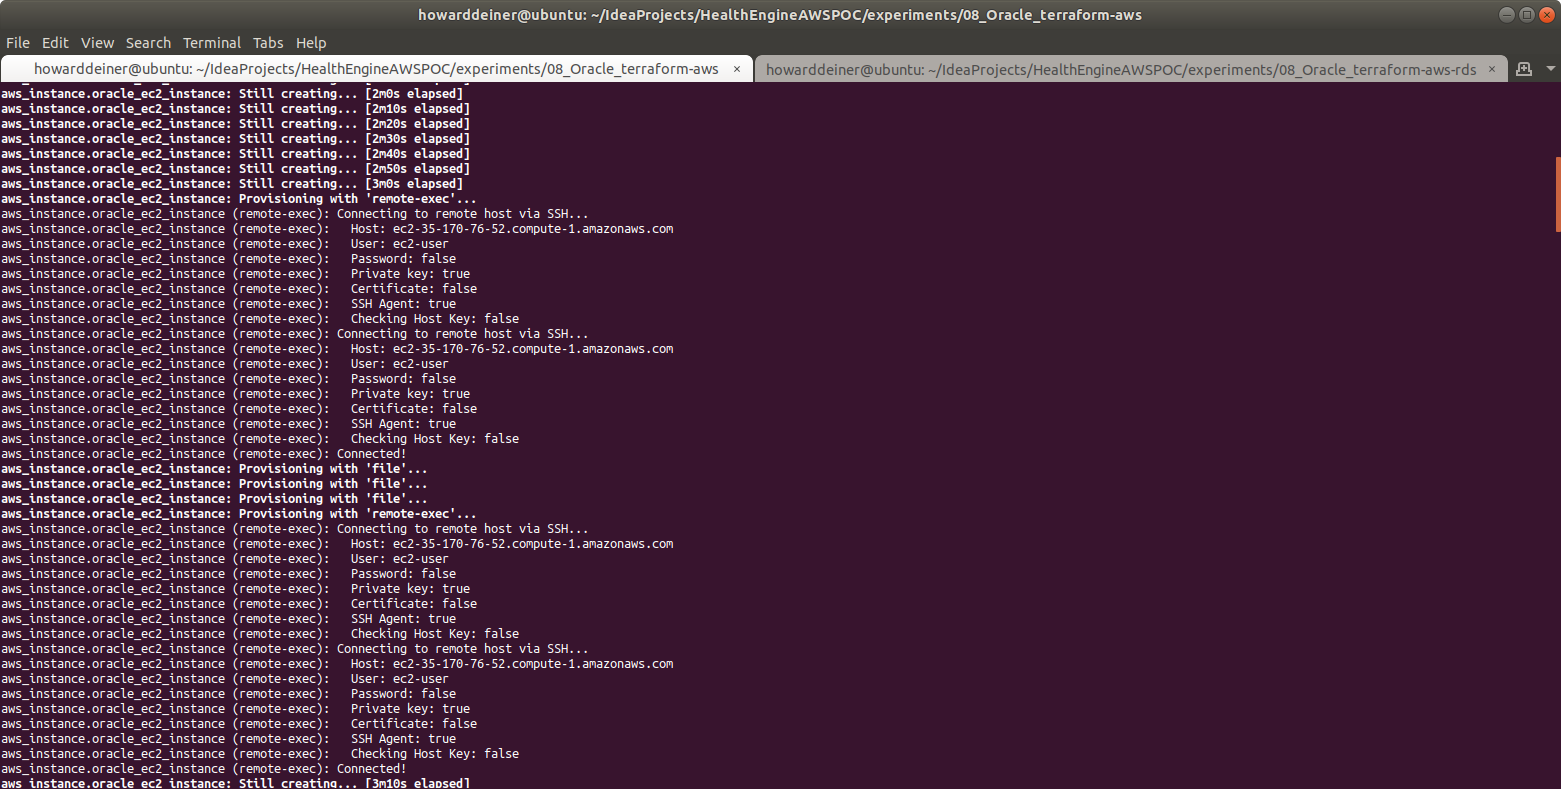 howarddeiner@ubuntu: ~/IdeaProjects/HealthEngineAWSPOC/experiments/08_Oracle_terraform-aws
File Edit View Search Terminal Tabs Help
howarddeiner@ubuntu: ~/IdeaProjects/HealthEngineAWSPOC/experiments/08_Oracle_terraform-aws × howarddeiner@ubuntu: ~/IdeaProjects/HealthEngineAWSPOC/experiments/08_Oracle_terraform-aws-rds ×
aws_instance.oracle_ec2_instance: Still creating... [2m0s elapsed]
aws_instance.oracle_ec2_instance: Still creating... [2m10s elapsed]
aws_instance.oracle_ec2_instance: Still creating... [2m20s elapsed]
aws_instance.oracle_ec2_instance: Still creating... [2m30s elapsed]
aws_instance.oracle_ec2_instance: Still creating... [2m40s elapsed]
aws_instance.oracle_ec2_instance: Still creating... [2m50s elapsed]
aws_instance.oracle_ec2_instance: Still creating... [3m0s elapsed]
aws_instance.oracle_ec2_instance: Provisioning with 'remote-exec'...
aws_instance.oracle_ec2_instance (remote-exec): Connecting to remote host via SSH...
aws_instance.oracle_ec2_instance (remote-exec):   Host: ec2-35-170-76-52.compute-1.amazonaws.com
aws_instance.oracle_ec2_instance (remote-exec):   User: ec2-user
aws_instance.oracle_ec2_instance (remote-exec):   Password: false
aws_instance.oracle_ec2_instance (remote-exec):   Private key: true
aws_instance.oracle_ec2_instance (remote-exec):   Certificate: false
aws_instance.oracle_ec2_instance (remote-exec):   SSH Agent: true
aws_instance.oracle_ec2_instance (remote-exec):   Checking Host Key: false
aws_instance.oracle_ec2_instance (remote-exec): Connecting to remote host via SSH...
aws_instance.oracle_ec2_instance (remote-exec):   Host: ec2-35-170-76-52.compute-1.amazonaws.com
aws_instance.oracle_ec2_instance (remote-exec):   User: ec2-user
aws_instance.oracle_ec2_instance (remote-exec):   Password: false
aws_instance.oracle_ec2_instance (remote-exec):   Private key: true
aws_instance.oracle_ec2_instance (remote-exec):   Certificate: false
aws_instance.oracle_ec2_instance (remote-exec):   SSH Agent: true
aws_instance.oracle_ec2_instance (remote-exec):   Checking Host Key: false
aws_instance.oracle_ec2_instance (remote-exec): Connected!
aws_instance.oracle_ec2_instance: Provisioning with 'file'...
aws_instance.oracle_ec2_instance: Provisioning with 'file'...
aws_instance.oracle_ec2_instance: Provisioning with 'file'...
aws_instance.oracle_ec2_instance: Provisioning with 'remote-exec'...
aws_instance.oracle_ec2_instance (remote-exec): Connecting to remote host via SSH...
aws_instance.oracle_ec2_instance (remote-exec):   Host: ec2-35-170-76-52.compute-1.amazonaws.com
aws_instance.oracle_ec2_instance (remote-exec):   User: ec2-user
aws_instance.oracle_ec2_instance (remote-exec):   Password: false
aws_instance.oracle_ec2_instance (remote-exec):   Private key: true
aws_instance.oracle_ec2_instance (remote-exec):   Certificate: false
aws_instance.oracle_ec2_instance (remote-exec):   SSH Agent: true
aws_instance.oracle_ec2_instance (remote-exec):   Checking Host Key: false
aws_instance.oracle_ec2_instance (remote-exec): Connecting to remote host via SSH...
aws_instance.oracle_ec2_instance (remote-exec):   Host: ec2-35-170-76-52.compute-1.amazonaws.com
aws_instance.oracle_ec2_instance (remote-exec):   User: ec2-user
aws_instance.oracle_ec2_instance (remote-exec):   Password: false
aws_instance.oracle_ec2_instance (remote-exec):   Private key: true
aws_instance.oracle_ec2_instance (remote-exec):   Certificate: false
aws_instance.oracle_ec2_instance (remote-exec):   SSH Agent: true
aws_instance.oracle_ec2_instance (remote-exec):   Checking Host Key: false
aws_instance.oracle_ec2_instance (remote-exec): Connected!
aws_instance.oracle_ec2_instance: Still creating... [3m10s elapsed]